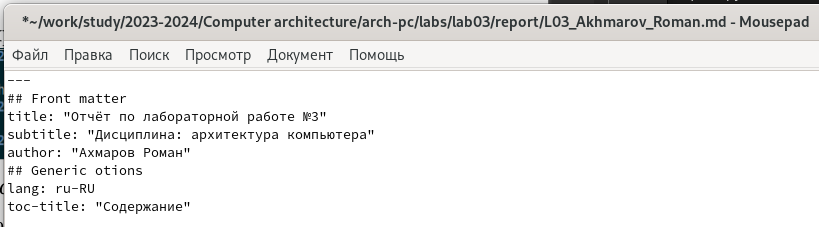 *~/work/study/2023-2024/Computer architecture/arch-pc/labs/lab03/report/L03_Akhmarov_Roman.md - Mousepad
Файл Правка Поиск Просмотр Документ Помощь
---
## Front matter
title: "Отчёт по лабораторной работе №3"
subtitle: "Дисциплина: архитектура компьютера"
author: "Ахмаров Роман"
## Generic otions
lang: ru-RU
toc-title: "Содержание"